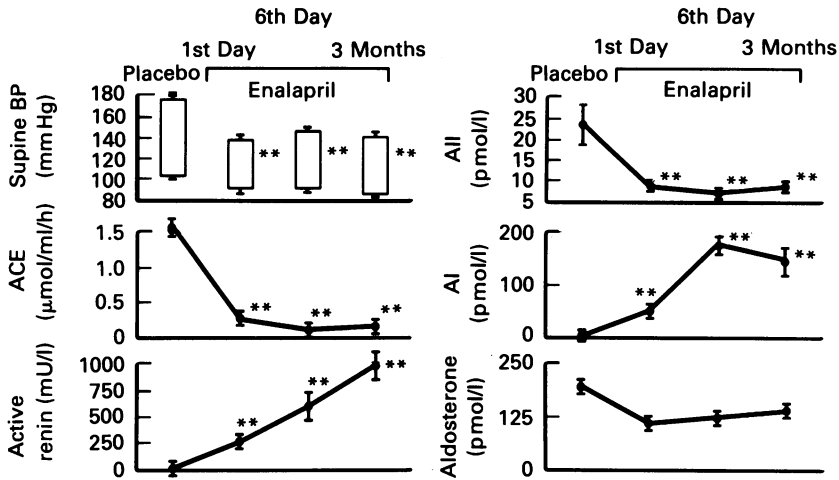 6th Day
1st Day 3 Months
Placebo
Enalapril
Supine BP
(mm Hg)
180
160
140
120
100
80
**
**
**
ACE
(μmol/ml/h)
1.5
1.0
0.5
0
**
**
**
Active
renin (mU/l)
1000
750
500
250
0
**
**
**
6th Day
1st Day 3 Months
Placebo
Enalapril
AII
(pmol/l)
30
25
20
15
10
5
**
**
**
AI
(pmol/l)
200
100
0
**
**
**
Aldosterone
(pmol/l)
250
125
0